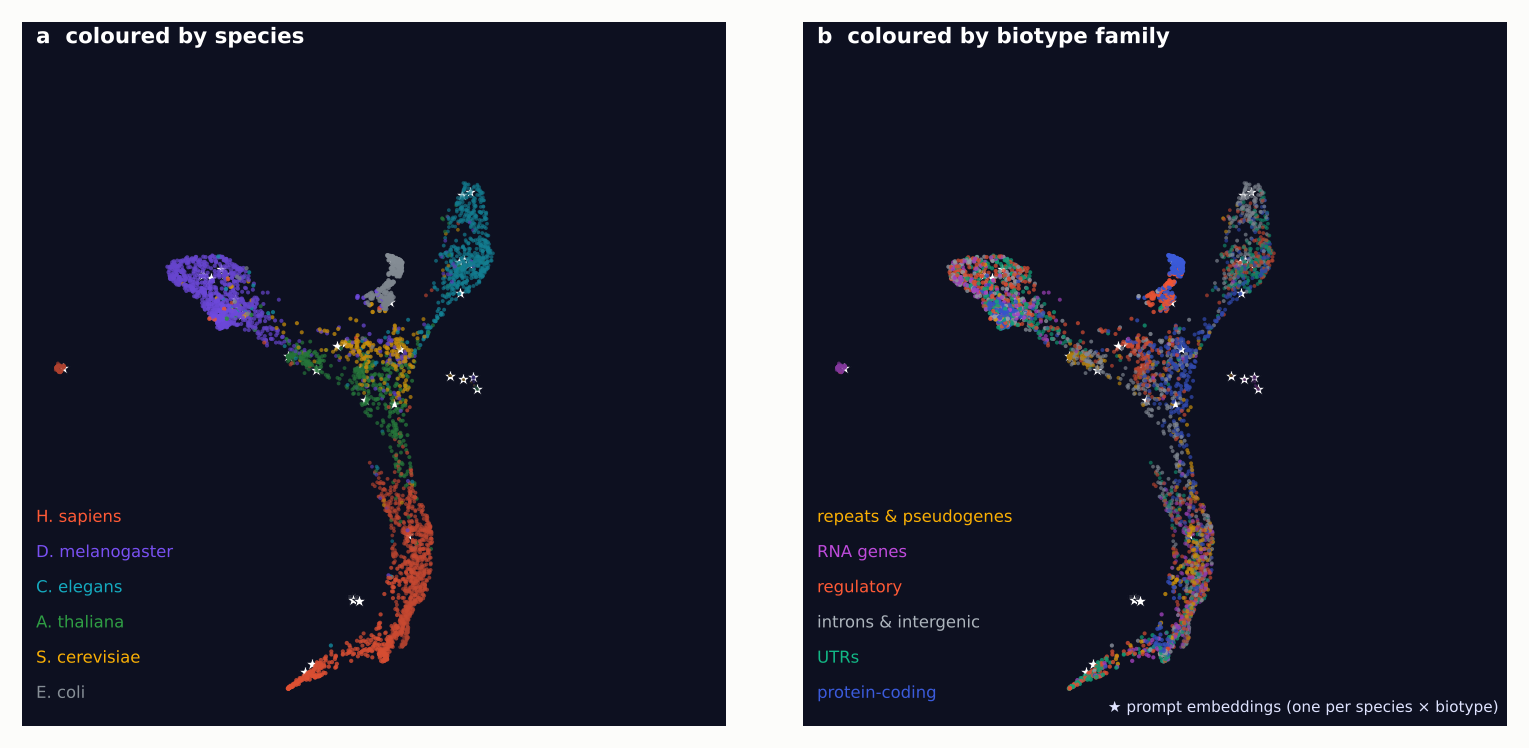 a coloured by species
H. sapiens
D. melanogaster
C. elegans
A. thaliana
S. cerevisiae
E. coli
b coloured by biotype family
repeats & pseudogenes
RNA genes
regulatory
introns & intergenic
UTRs
protein-coding
★ prompt embeddings (one per species × biotype)